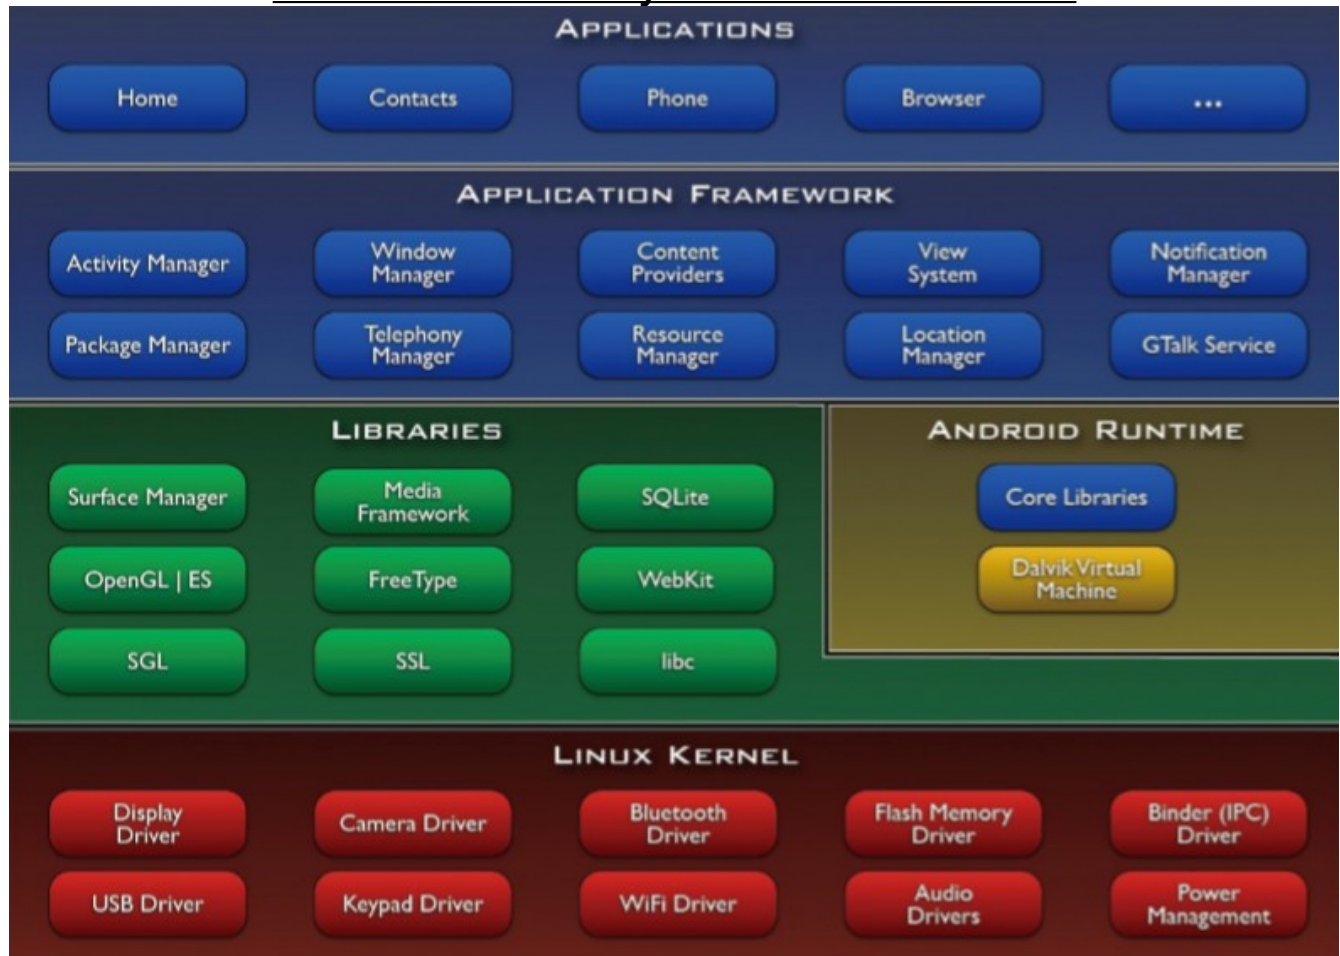 APPLICATIONS
Home
Contacts
Phone
Browser
...
APPLICATION FRAMEWORK
Activity Manager
Window
Manager
Content
Providers
View
System
Notification
Manager
Package Manager
Telephony
Manager
Resource
Manager
Location
Manager
GTalk Service
LIBRARIES
Surface Manager
Media
Framework
SQLite
OpenGL | ES
FreeType
WebKit
SGL
SSL
libc
ANDROID RUNTIME
Core Libraries
Dalvik Virtual
Machine
LINUX KERNEL
Display
Driver
Camera Driver
Bluetooth
Driver
Flash Memory
Driver
Binder (IPC)
Driver
USB Driver
Keypad Driver
WiFi Driver
Audio
Drivers
Power
Management